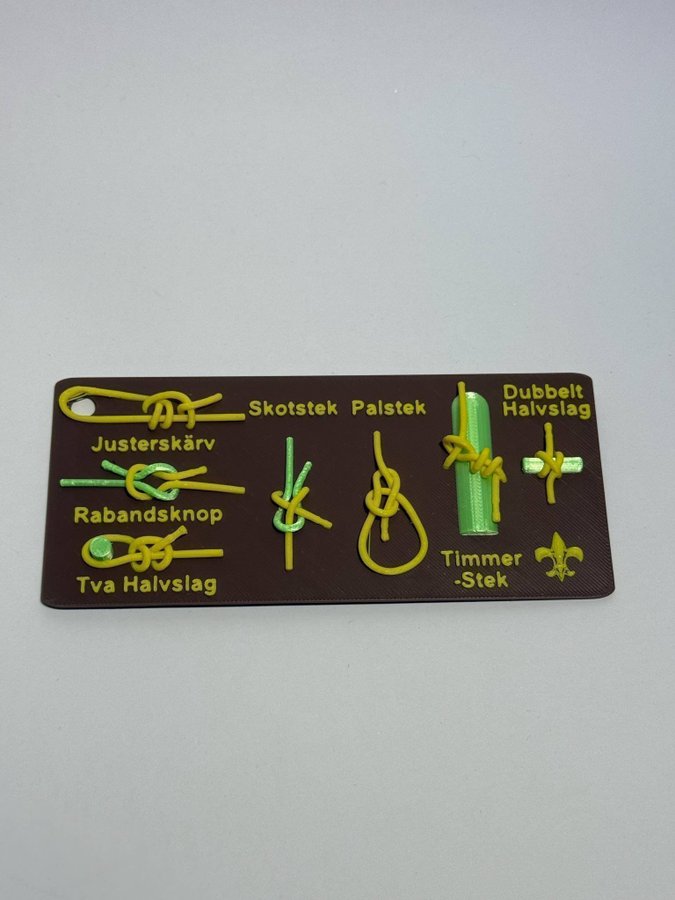 Justerskärv
Rabandsknop
Tva Halvslag
Skotstek
Palstek
Timmer
-Stek
Dubbelt
Halvslag